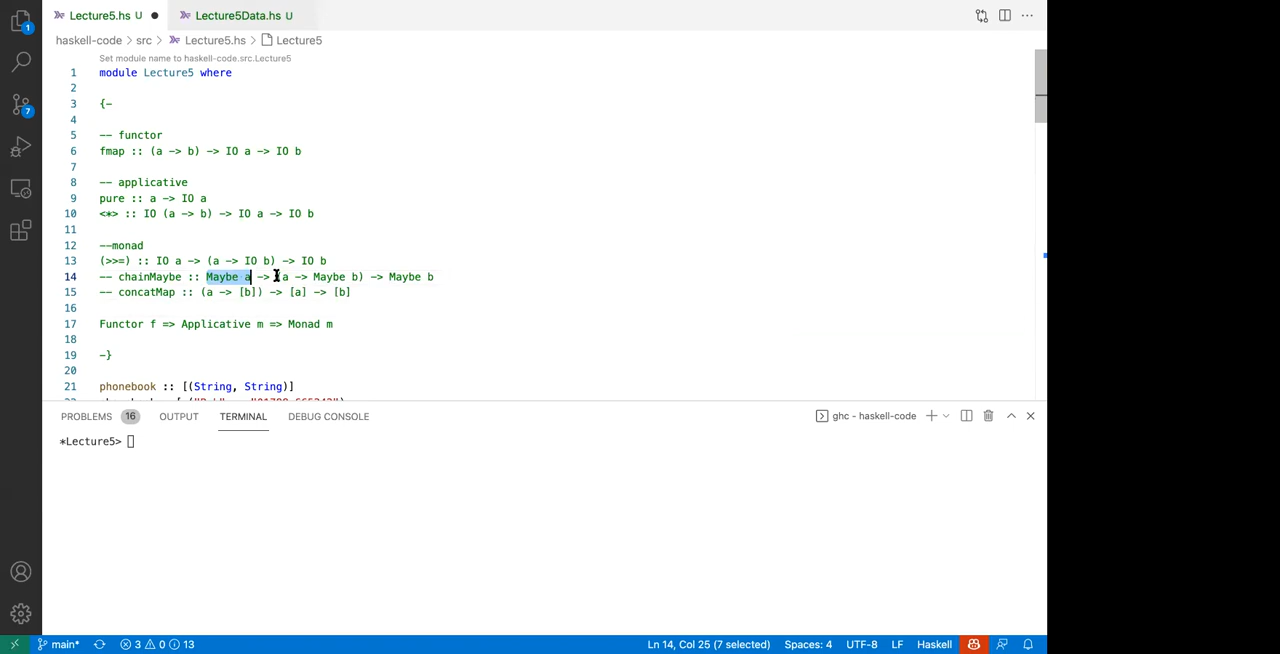 Lecture5.hs U
Lecture5Data.hs U
haskell-code > src > Lecture5.hs > Lecture5
Set module name to haskell-code.src.Lecture5
1 module Lecture5 where
2
3 {-
4
5 -- functor
6 fmap :: (a -> b) -> IO a -> IO b
7
8 -- applicative
9 pure :: a -> IO a
10 <*> :: IO (a -> b) -> IO a -> IO b
11
12 --monad
13 (>>=) :: IO a -> (a -> IO b) -> IO b
14 -- chainMaybe :: Maybe a -> (a -> Maybe b) -> Maybe b
15 -- concatMap :: (a -> [b]) -> [a] -> [b]
16
17 Functor f => Applicative m => Monad m
18
19 -}
20
21 phonebook :: [(String, String)]
1
7
PROBLEMS 16 OUTPUT TERMINAL DEBUG CONSOLE
ghc - haskell-code
*Lecture5>
main* 3 0 13
Ln 14, Col 25 (7 selected) Spaces: 4 UTF-8 LF Haskell